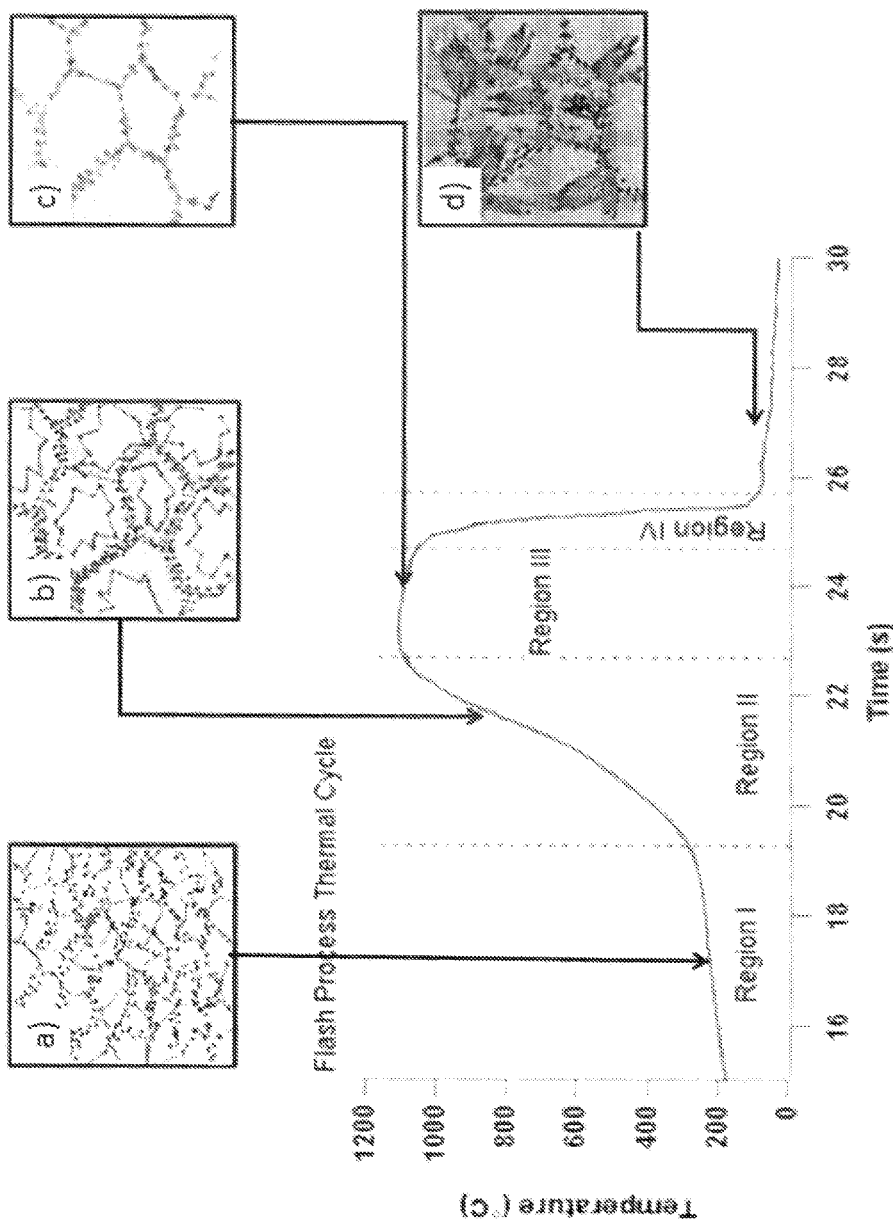 a)
b)
c)
d)
Flash Process Thermal Cycle
Temperature (°C)
1200
1000
800
600
400
200
0
Region I
Region II
Region III
Region IV
16
18
20
22
24
26
28
30
Time (s)